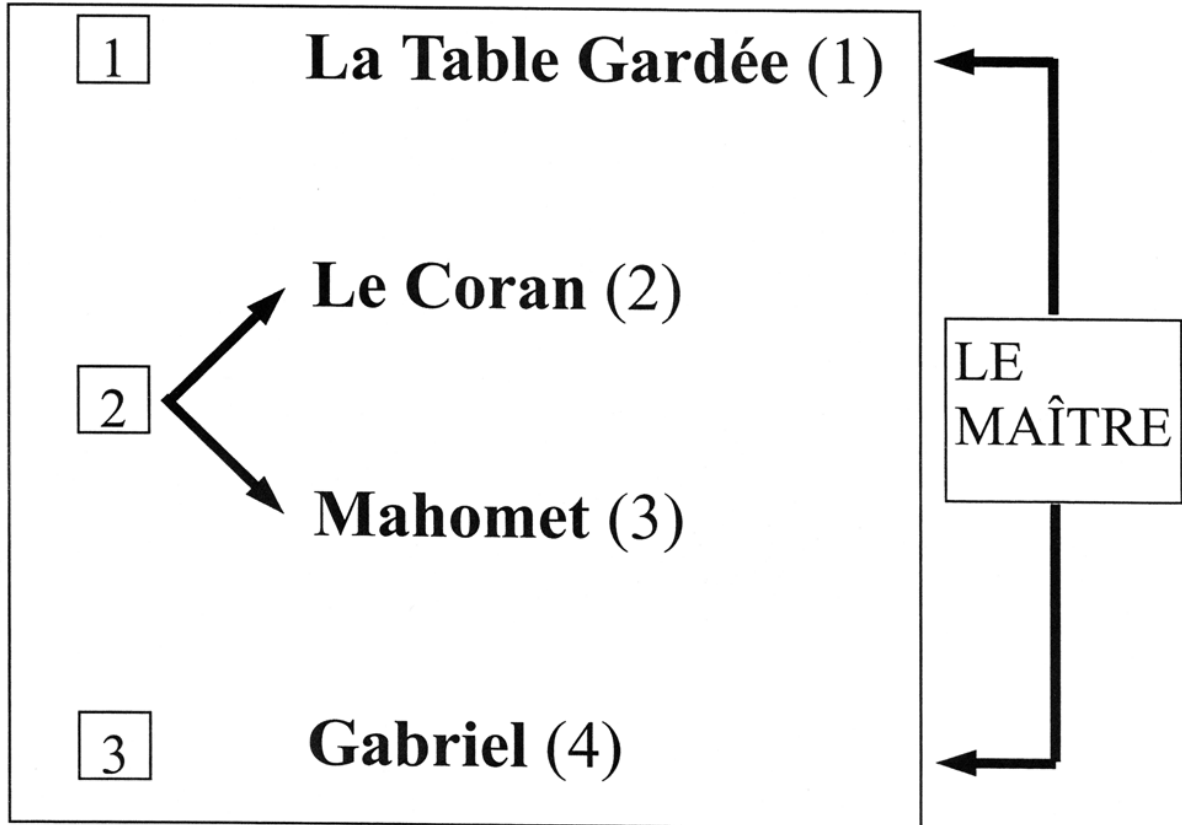 1 La Table Gardée (1)
Le Coran (2)
2
Mahomet (3)
3 Gabriel (4)
LE
MAÎTRE